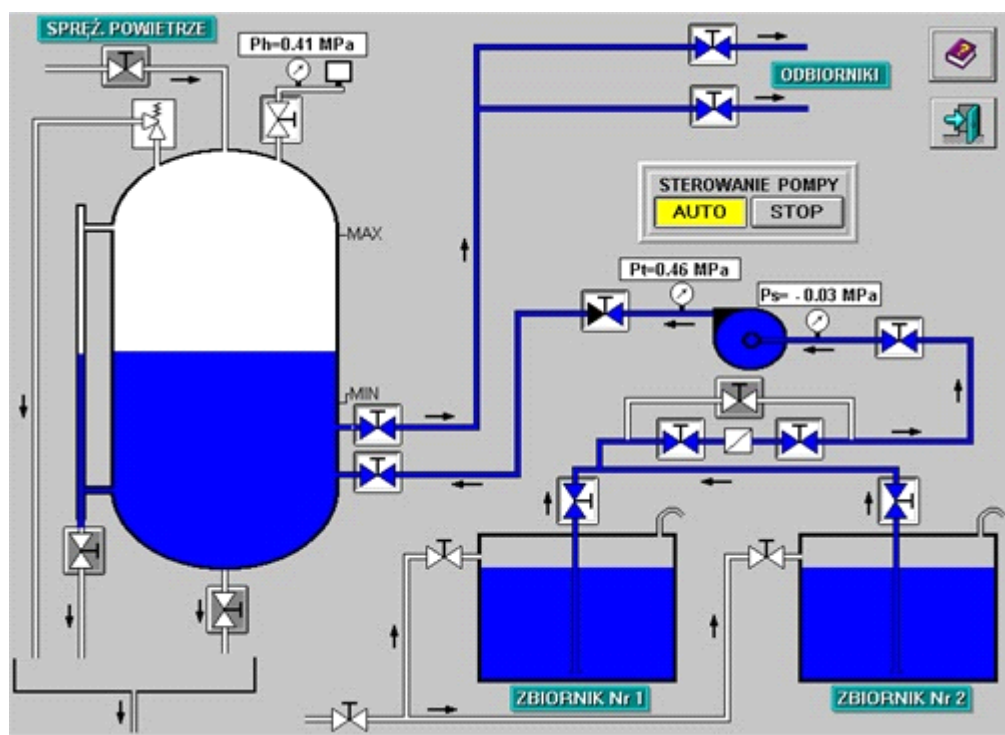 SPRĘŻ. POWIETRZE
Ph=0.41 MPa
ODBIORNIKI
?
STEROWANIE POMPY
AUTO STOP
MAX
Pt=0.46 MPa
Ps= - 0.03 MPa
MIN
ZBIORNIK Nr 1
ZBIORNIK Nr 2